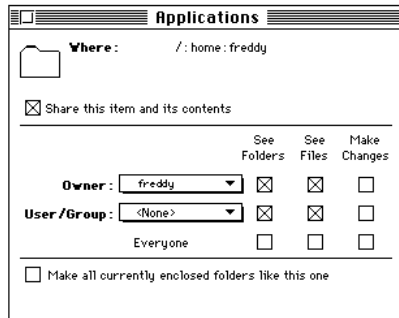 Applications
Where: /:home:freddy
Share this item and its contents
See Folders See Files Make Changes
Owner: freddy
User/Group: <None>
Everyone
Make all currently enclosed folders like this one